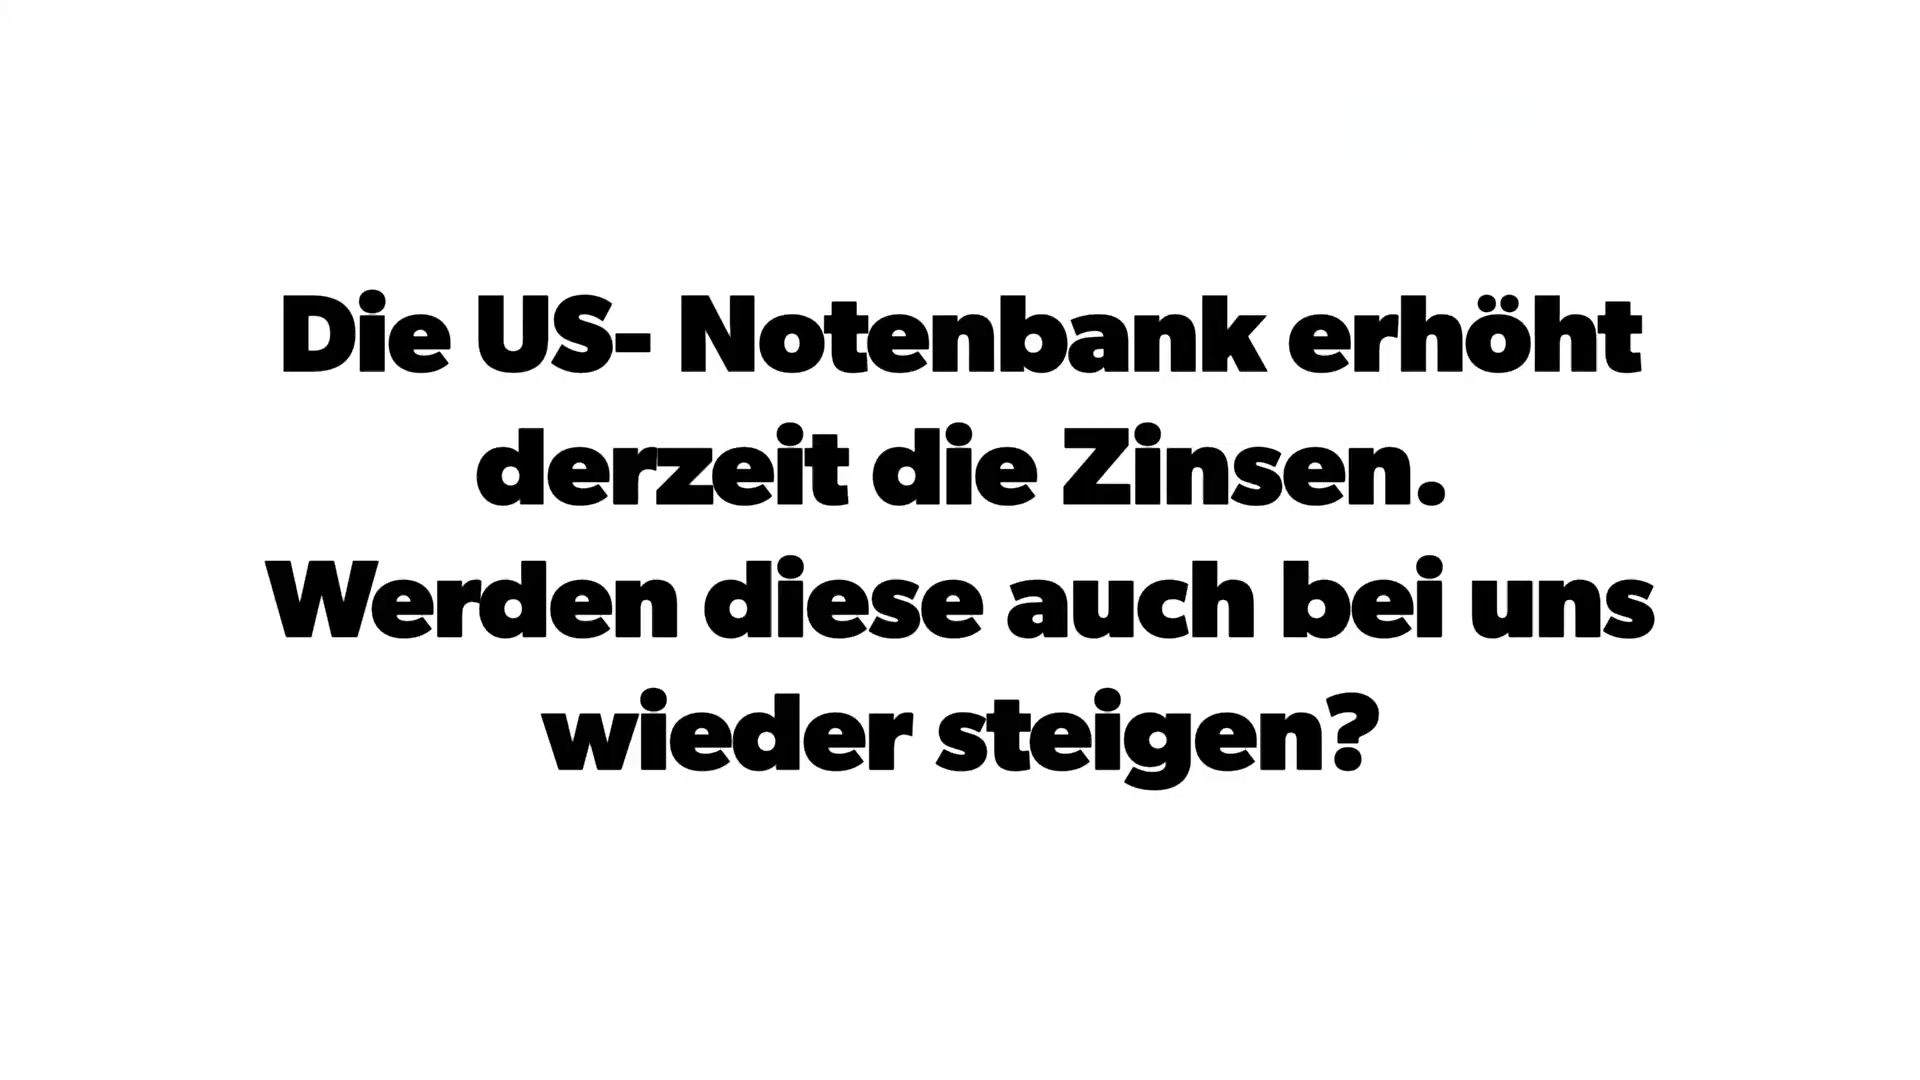 Die US- Notenbank erhöht
derzeit die Zinsen.
Werden diese auch bei uns
wieder steigen?